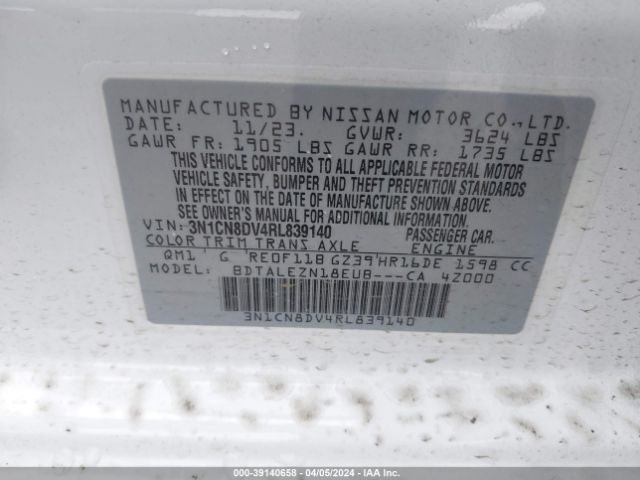 MANUFACTURED BY NISSAN MOTOR CO.,LTD.
DATE: 11/23. GVWR: 3624 LBS
GAWR FR: 1905 LBS GAWR RR: 1735 LBS
THIS VEHICLE CONFORMS TO ALL APPLICABLE FEDERAL MOTOR
VEHICLE SAFETY, BUMPER AND THEFT PREVENTION STANDARDS
IN EFFECT ON THE DATE OF MANUFACTURE SHOWN ABOVE.
SEE OWNER'S MANUAL FOR ADDITIONAL INFORMATION.
VIN: 3N1CN8DV4RL839140 PASSENGER CAR.
COLOR TRIM TRANS AXLE ENGINE
QM1 G RE0F11B GZ39 HR16DE 1598 CC
MODEL: BDTALEZN18EUB---CA 4Z000
3N1CN8DV4RL839140
000-39140658 - 04/05/2024 - IAA Inc.